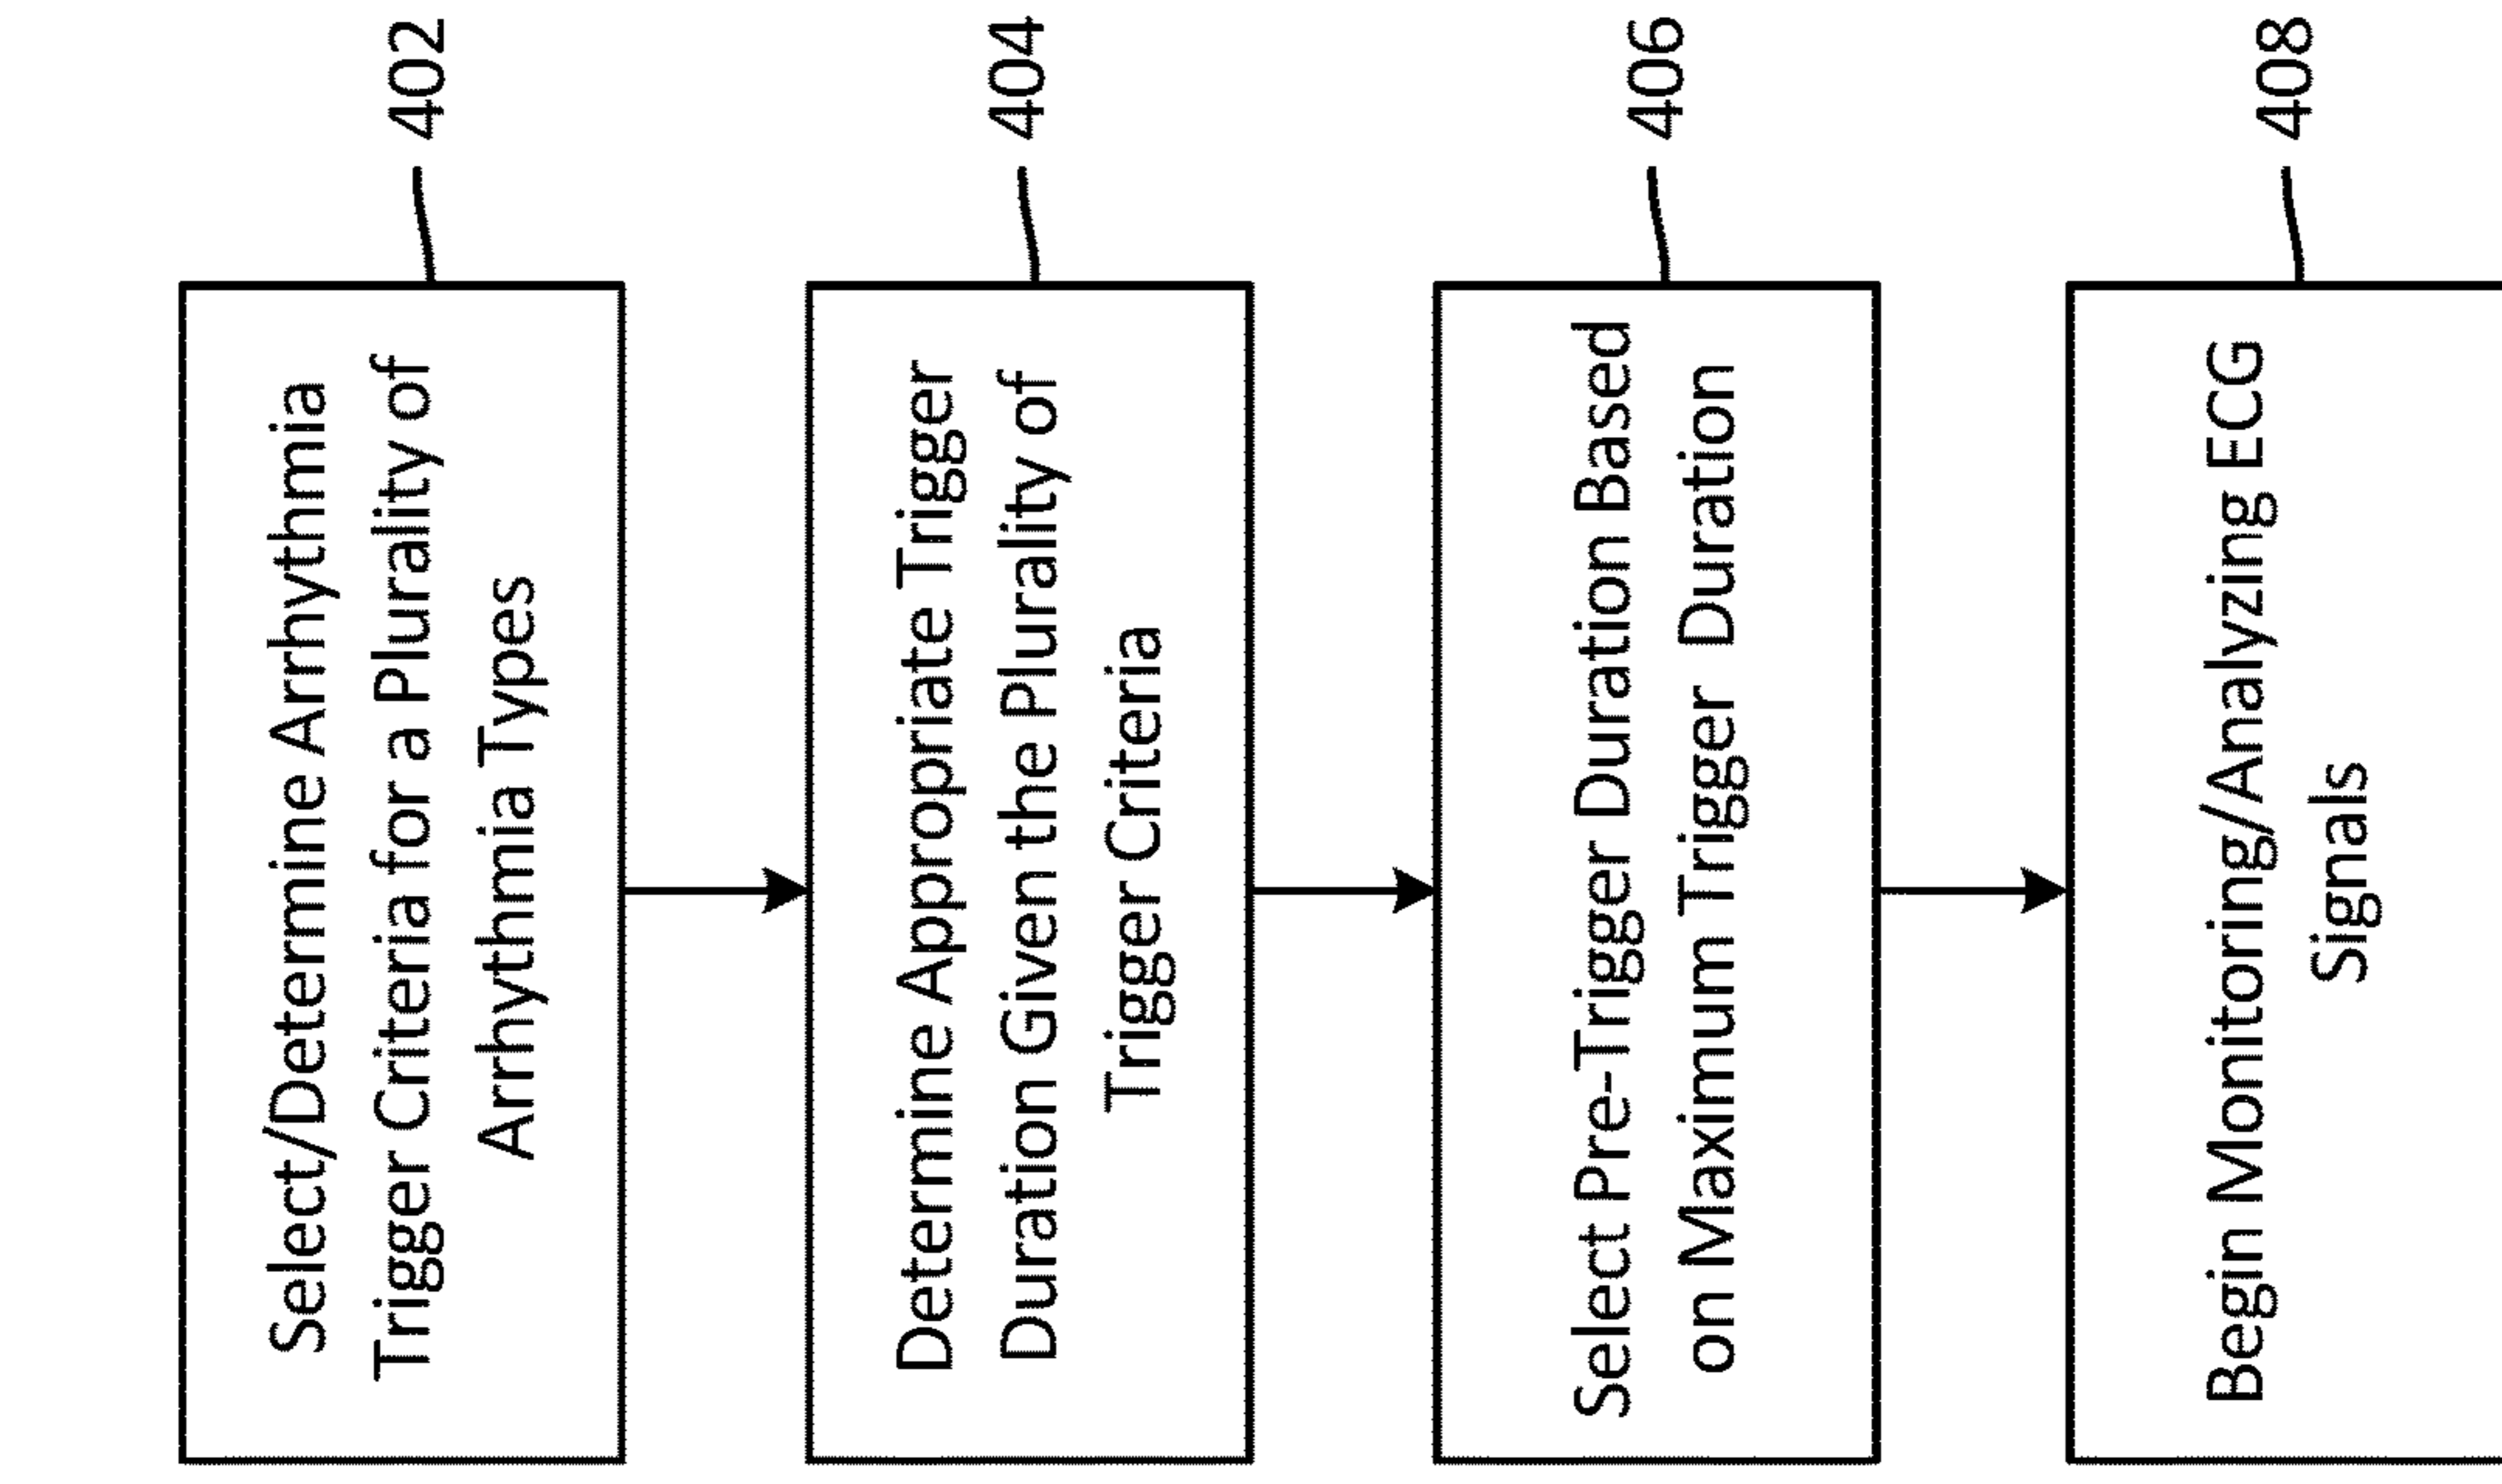 Select/Determine Arrhythmia
Trigger Criteria for a Plurality of
Arrhythmia Types
402
Determine Appropriate Trigger
Duration Given the Plurality of
Trigger Criteria
404
Select Pre-Trigger Duration Based
on Maximum Trigger Duration
406
Begin Monitoring/Analyzing ECG
Signals
408